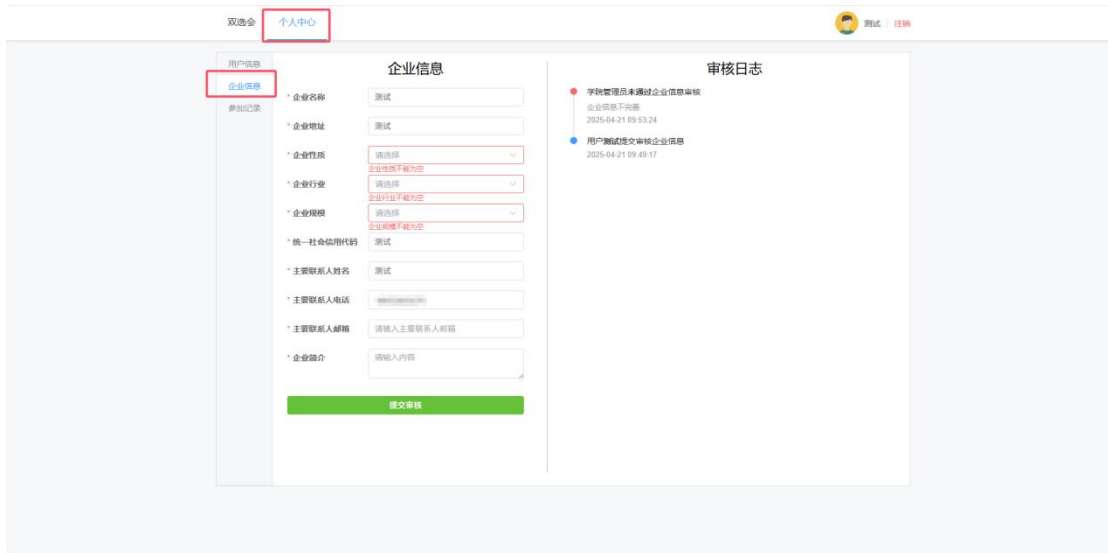 双选会 个人中心 测试 注销
用户信息
企业信息
参加记录
企业信息
* 企业名称 测试
* 企业地址 测试
* 企业性质 请选择
企业性质不能为空
* 企业行业 请选择
企业行业不能为空
* 企业规模 请选择
企业规模不能为空
* 统一社会信用代码 测试
* 主要联系人姓名 测试
* 主要联系人电话
* 主要联系人邮箱 请输入主要联系人邮箱
* 企业简介 请输入内容
提交审核
审核日志
学院管理员未通过企业信息审核
企业信息不完善
2025-04-21 09:53:24
用户测试提交审核企业信息
2025-04-21 09:49:17